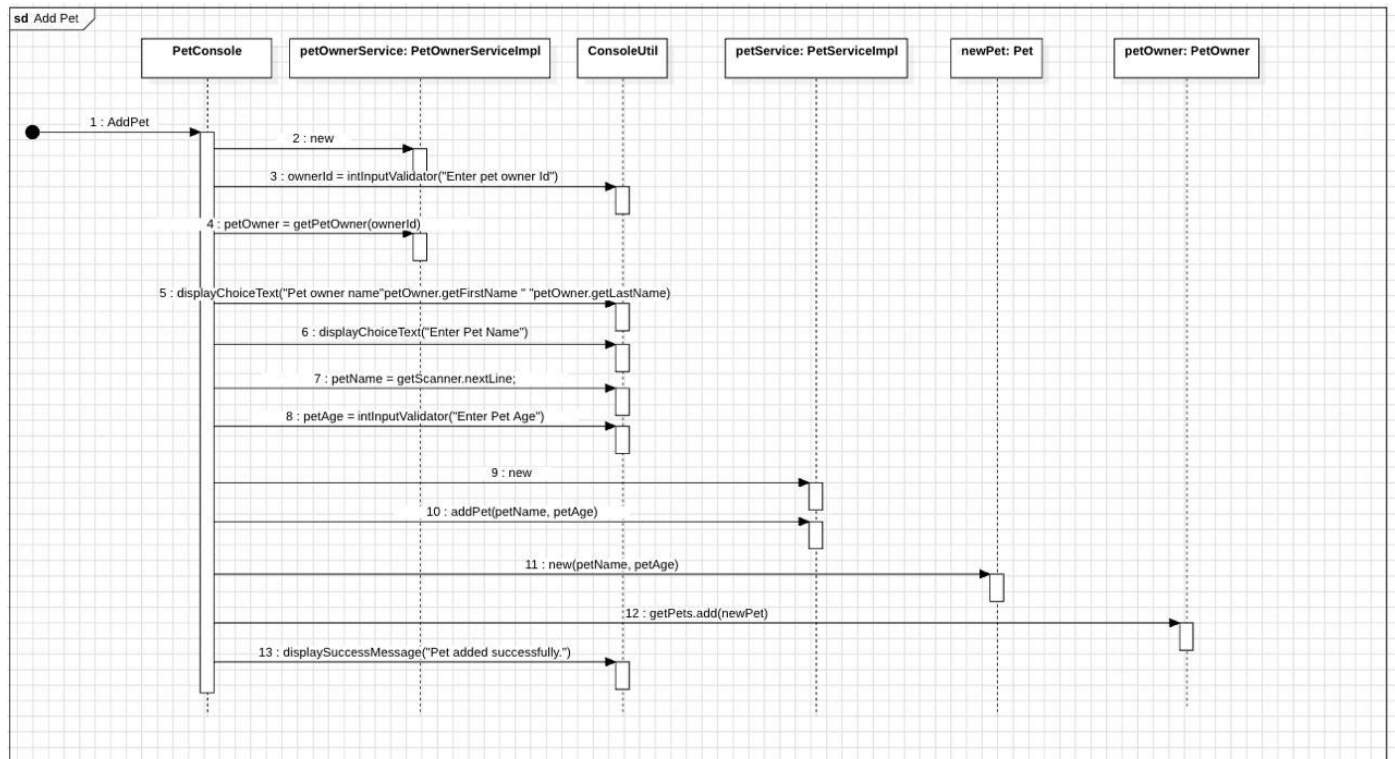 sd Add Pet
PetConsole
petOwnerService: PetOwnerServiceImpl
ConsoleUtil
petService: PetServiceImpl
newPet: Pet
petOwner: PetOwner
1 : AddPet
2 : new
3 : ownerId = intInputValidator("Enter pet owner Id")
4 : petOwner = getPetOwner(ownerId)
5 : displayChoiceText("Pet owner name"petOwner.getFirstName " "petOwner.getLastName)
6 : displayChoiceText("Enter Pet Name")
7 : petName = getScanner.nextLine;
8 : petAge = intInputValidator("Enter Pet Age")
9 : new
10 : addPet(petName, petAge)
11 : new(petName, petAge)
12 : getPets.add(newPet)
13 : displaySuccessMessage("Pet added successfully.")